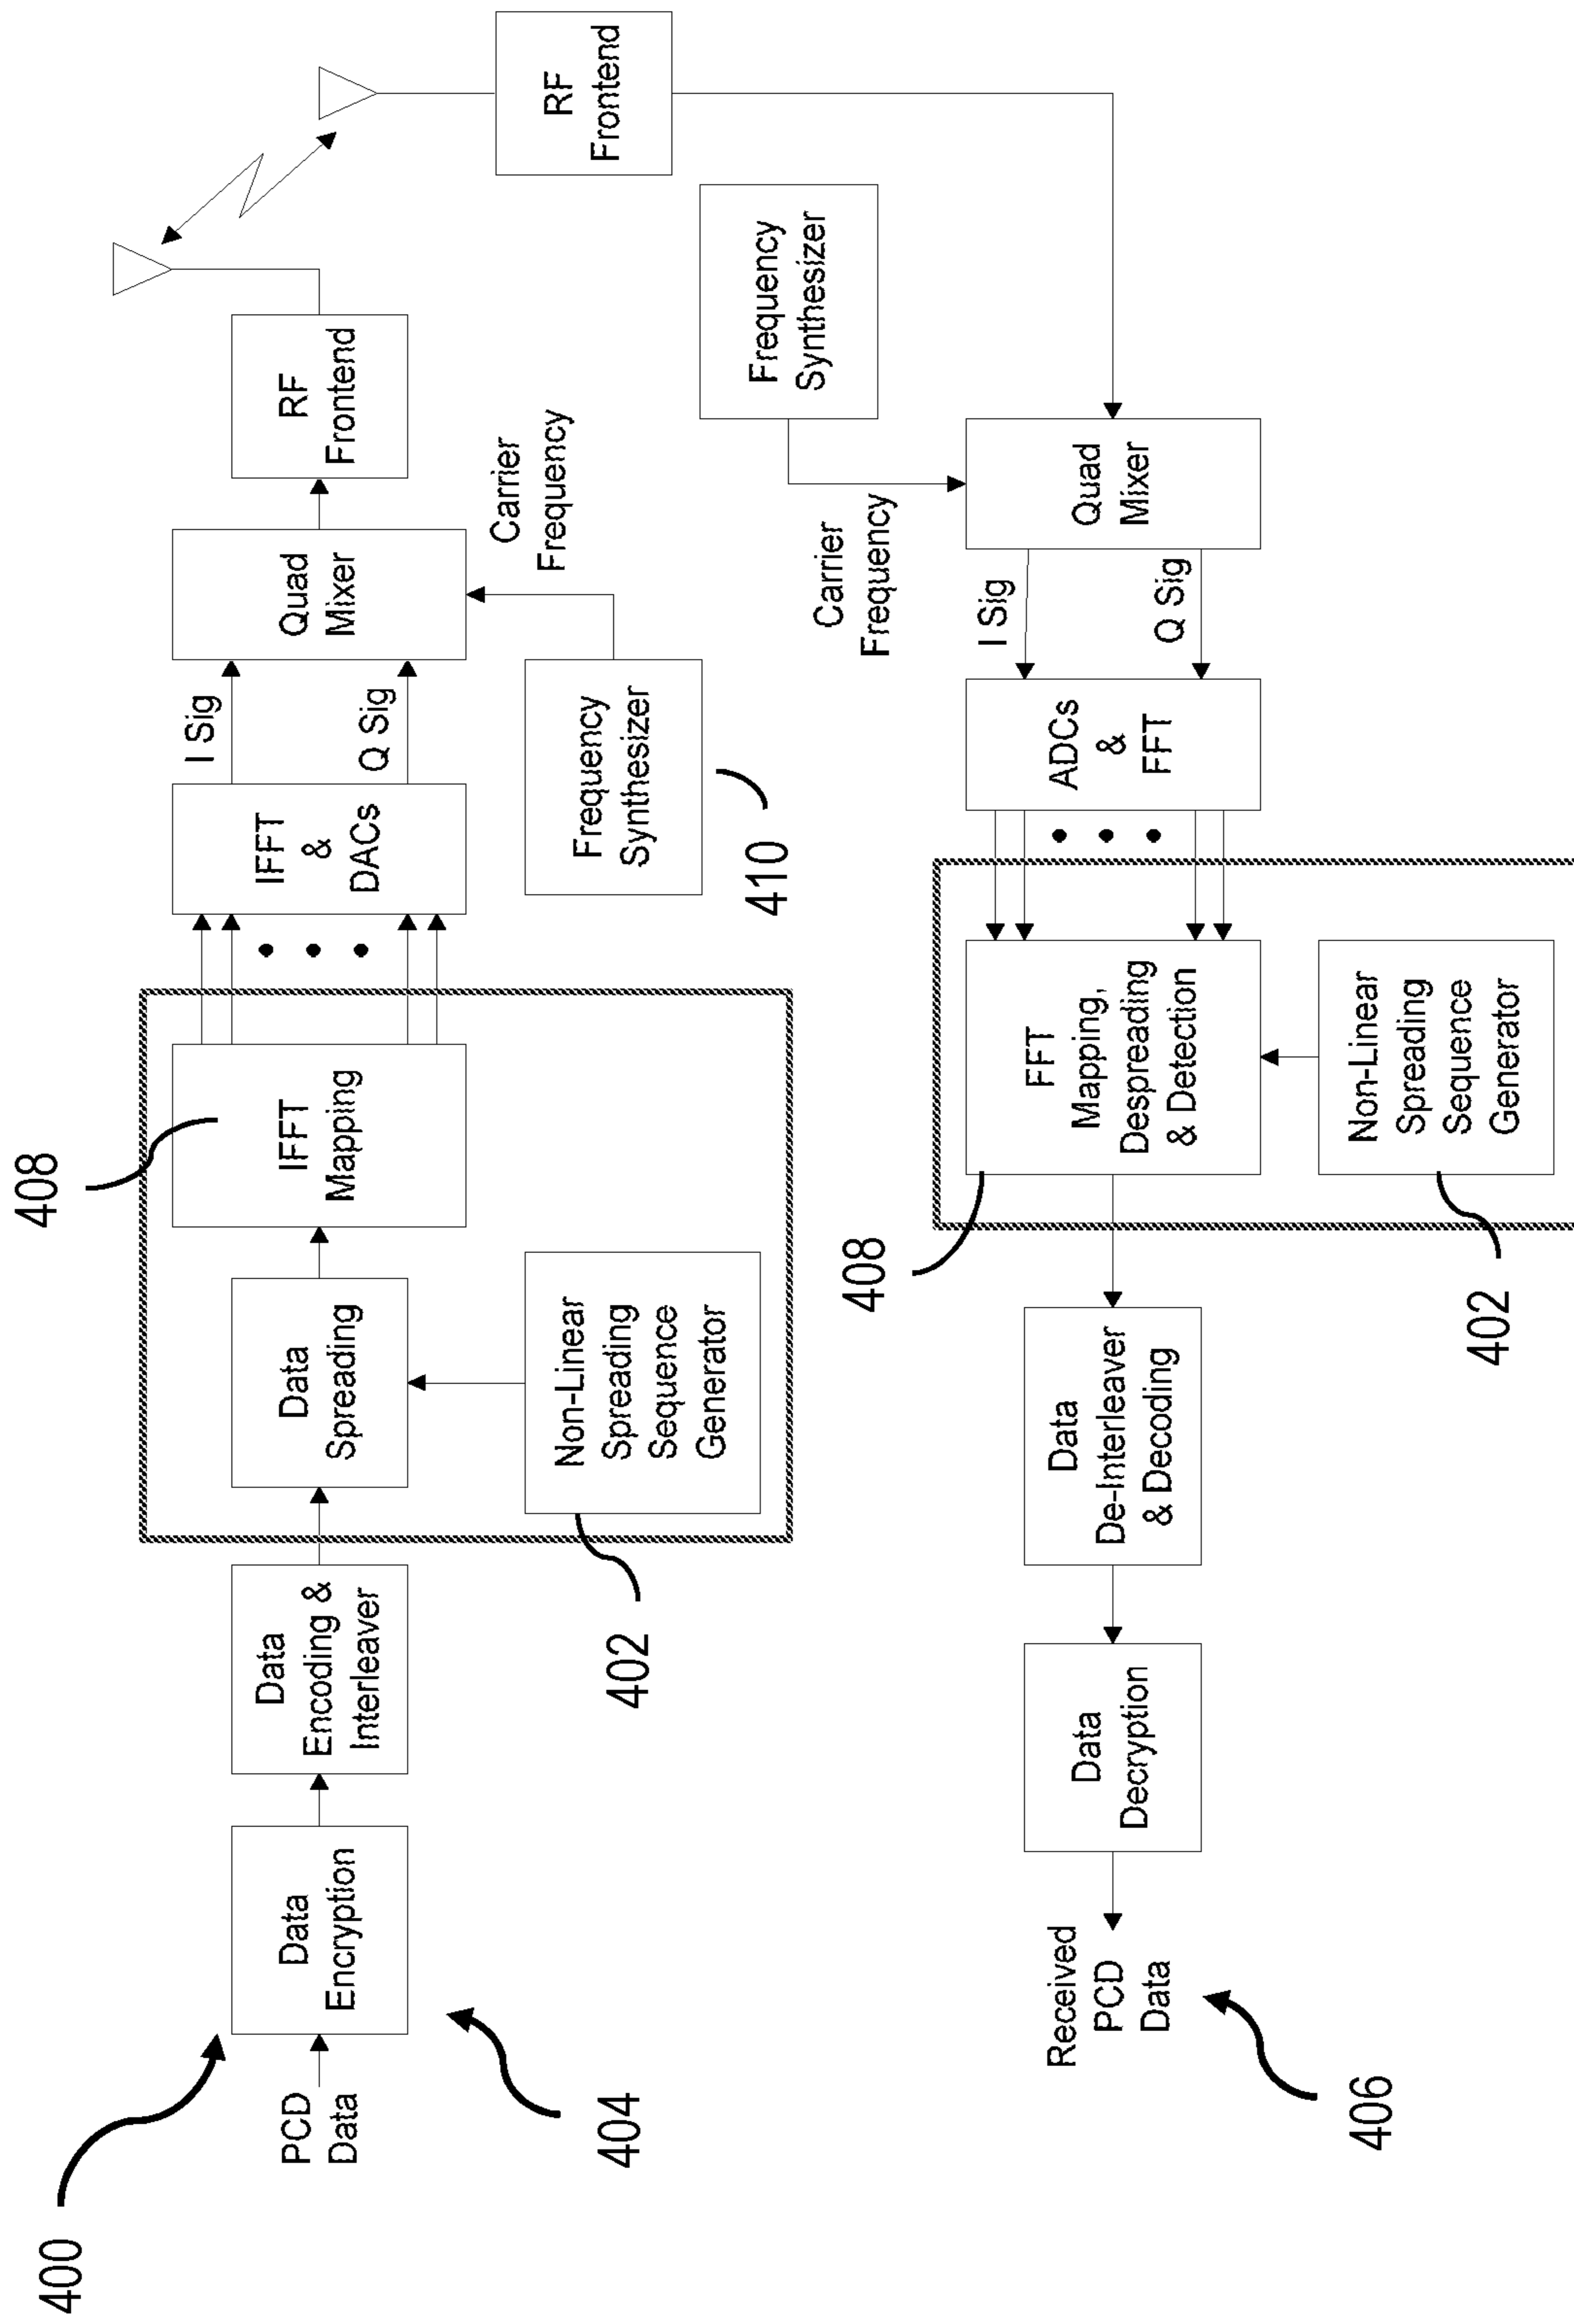 400
PCD
Data
404
Data
Encryption
Data
Encoding &
Interleaver
402
Data
Spreading
Non-Linear
Spreading
Sequence
Generator
408
IFFT
Mapping
IFFT
&
DACs
I Sig
Q Sig
Frequency
Synthesizer
410
Quad
Mixer
Carrier
Frequency
RF
Frontend
RF
Frontend
Frequency
Synthesizer
Carrier
Frequency
Quad
Mixer
I Sig
Q Sig
ADCs
&
FFT
FFT
Mapping,
Despreading
& Detection
408
Non-Linear
Spreading
Sequence
Generator
402
Data
De-Interleaver
& Decoding
Data
Decryption
Received
PCD
Data
406